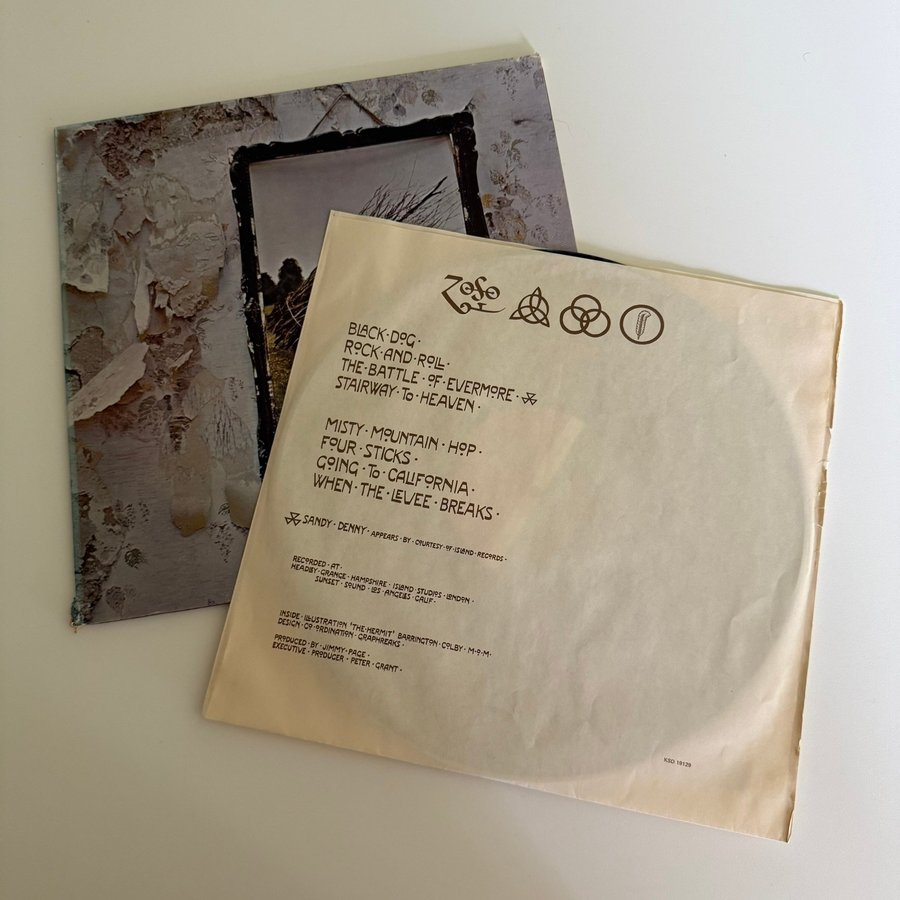 ZOSO
BLACK·DOG·
ROCK·AND·ROLL·
THE·BATTLE·OF·EVERMORE·
STAIRWAY·TO·HEAVEN·
MISTY·MOUNTAIN·HOP·
FOUR·STICKS·
GOING·TO·CALIFORNIA·
WHEN·THE·LEVEE·BREAKS·
SANDY·DENNY·APPEARS·BY·COURTESY·OF·ISLAND·RECORDS·
RECORDED·AT·
HEADLEY·GRANGE·HAMPSHIRE·ISLAND·STUDIOS·LONDON·
SUNSET·SOUND·LOS·ANGELES·CALIF·
INSIDE·ILLUSTRATION 'THE·HERMIT' BARRINGTON·COLBY·M·O·M·
DESIGN·CO-ORDINATION·GRAPHREAKS·
PRODUCED·BY·JIMMY·PAGE·
EXECUTIVE·PRODUCER·PETER·GRANT·
KSD 19129